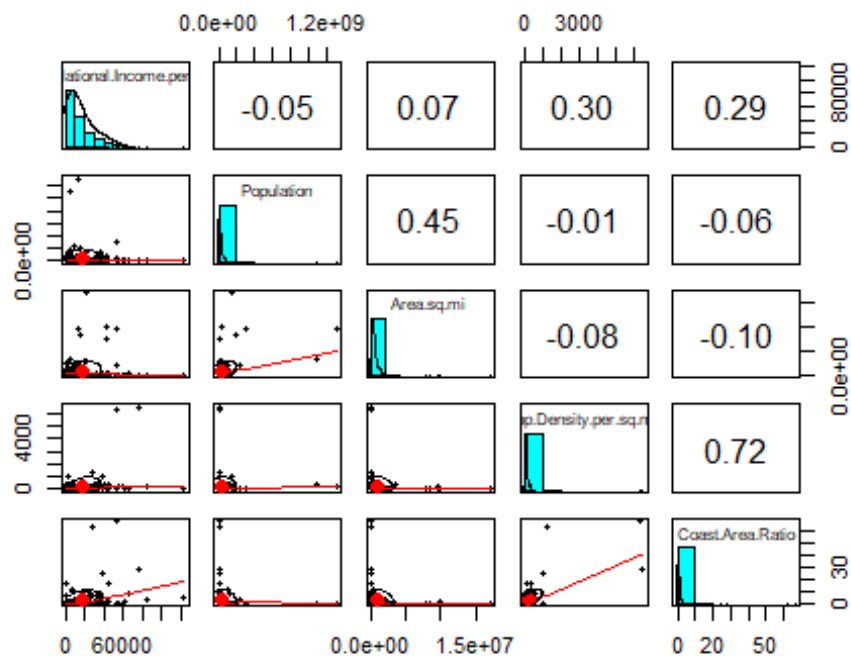 0.0e+00 1.2e+09 0 3000
ational.Income.per -0.05 0.07 0.30 0.29 0 80000
0.0e+00 Population 0.45 -0.01 -0.06
Area.sq.mi -0.08 -0.10 0.0e+00
0 4000 op.Density.per.sq.m 0.72
Coast.Area.Ratio 0 30
0 60000 0.0e+00 1.5e+07 0 20 50